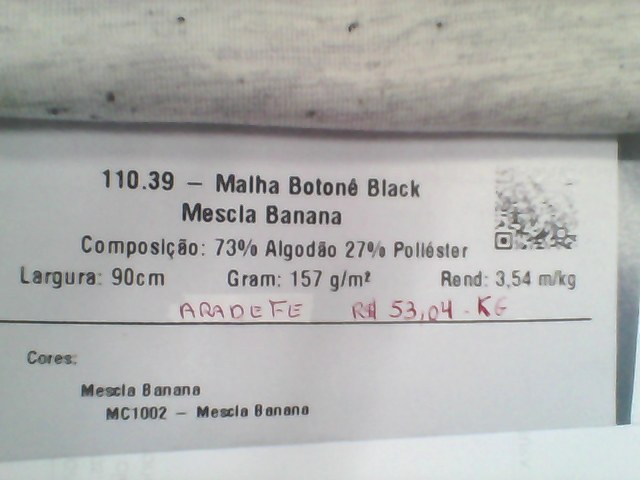 110.39 – Malha Botonê Black
Mescla Banana
Composição: 73% Algodão 27% Poliéster
Largura: 90cm Gram: 157 g/m² Rend: 3,54 m/kg
ARADEFE R$ 53,04 - KG
Cores:
Mescla Banana
MC1002 – Mescla Banana